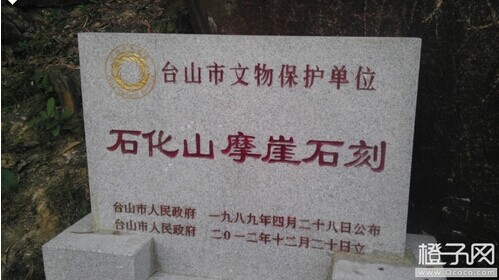 台山市文物保护单位
石化山摩崖石刻
台山市人民政府 一九八九年四月二十八日公布
台山市人民政府 二〇一二年十二月二十日立
橙子网
Ococo.com